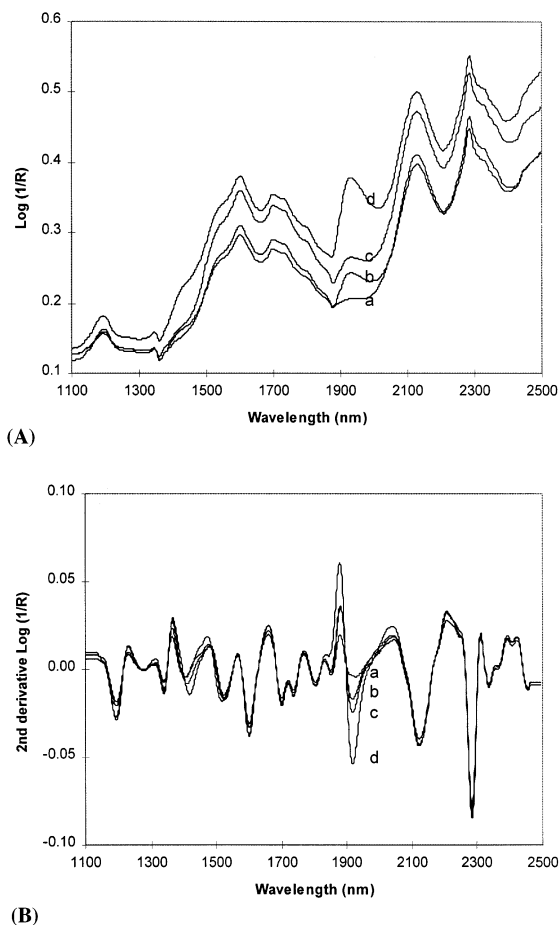 0.6
0.5
0.4
0.3
0.2
0.1
Log (1/R)
d
c
b
a
1100 1300 1500 1700 1900 2100 2300 2500
Wavelength (nm)
(A)
0.10
0.05
0.00
-0.05
-0.10
2nd derivative Log (1/R)
a
b
c
d
1100 1300 1500 1700 1900 2100 2300 2500
Wavelength (nm)
(B)